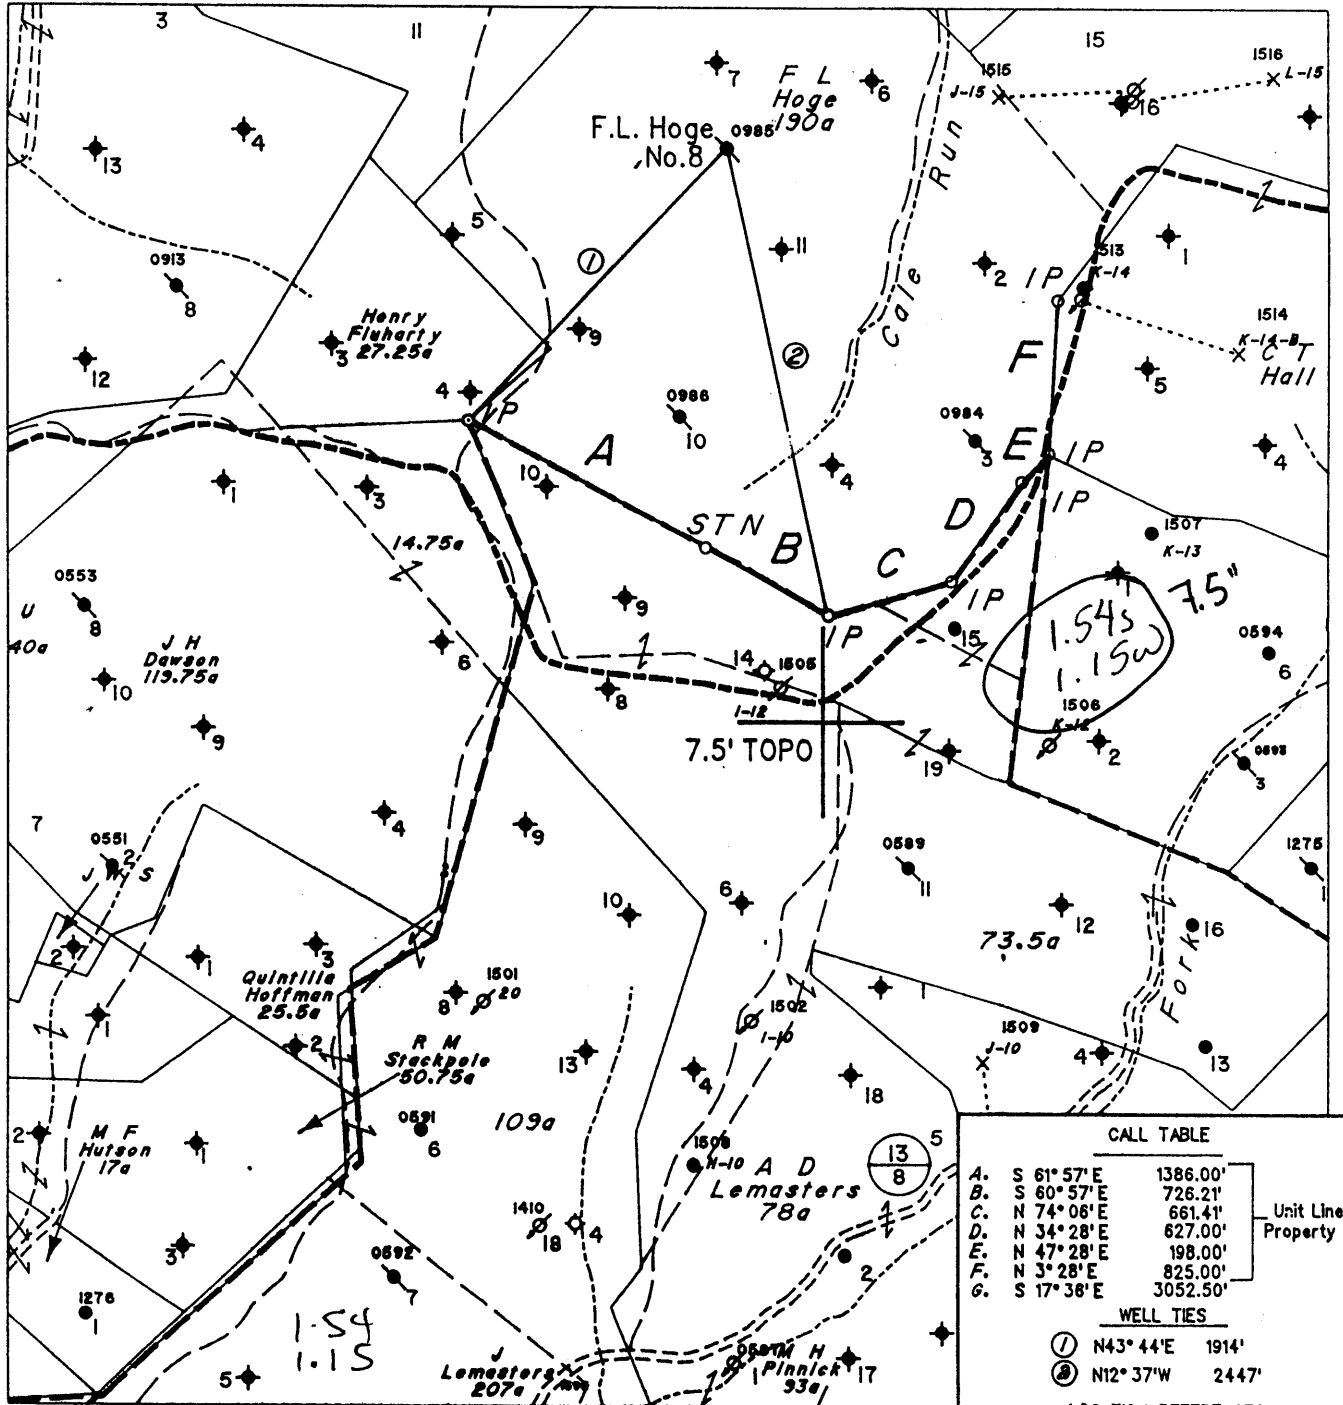 3
11
15
7
F L
Hoge
190a
6
1515
J-15
1516
L-15
16
F.L. Hoge
No.8
0985
4
13
Cale Run
5
11
1
0913
8
①
2
IP
513
K-14
1514
K-14-B
C T
Hall
Henry
Fluharty
27.25a
3
9
②
F
5
12
4
IP
0986
10
A
0984
3
E
IP
4
4
1
3
10
STN
B
D
IP
1507
K-13
14.75a
C
IP
1
7.5"
0553
8
U
40a
9
15
1.54s
1.15w
0594
6
J H
Dawson
119.75a
10
6
IP
14
1505
I-12
8
1506
K-12
2
9
7.5' TOPO
19
0593
3
7
4
9
0551
2
J W S
0589
11
1275
1
10
6
12
73.5a
16
2
1
3
Quintilla
Hoffman
25.5a
8
1501
20
1502
I-10
1
Fork
1
2
R M
Stackpole
50.75a
13
4
18
1509
J-10
4
13
2
M F
Hutson
17a
1
0591
6
109a
1508
H-10
A D
Lemasters
78a
13
8
5
3
1410
18
4
0592
7
2
1276
1
1.54
1.15
5
J
Lemasters
207a
1
M H
Pinnick
93a
17
CALL TABLE
A. S 61° 57' E 1386.00'
B. S 60° 57' E 726.21'
C. N 74° 06' E 661.41'
D. N 34° 28' E 627.00'
E. N 47° 28' E 198.00'
F. N 3° 28' E 825.00'
G. S 17° 38' E 3052.50'
Unit Line
Property
WELL TIES
① N43° 44'E 1914'
② N12° 37'W 2447'